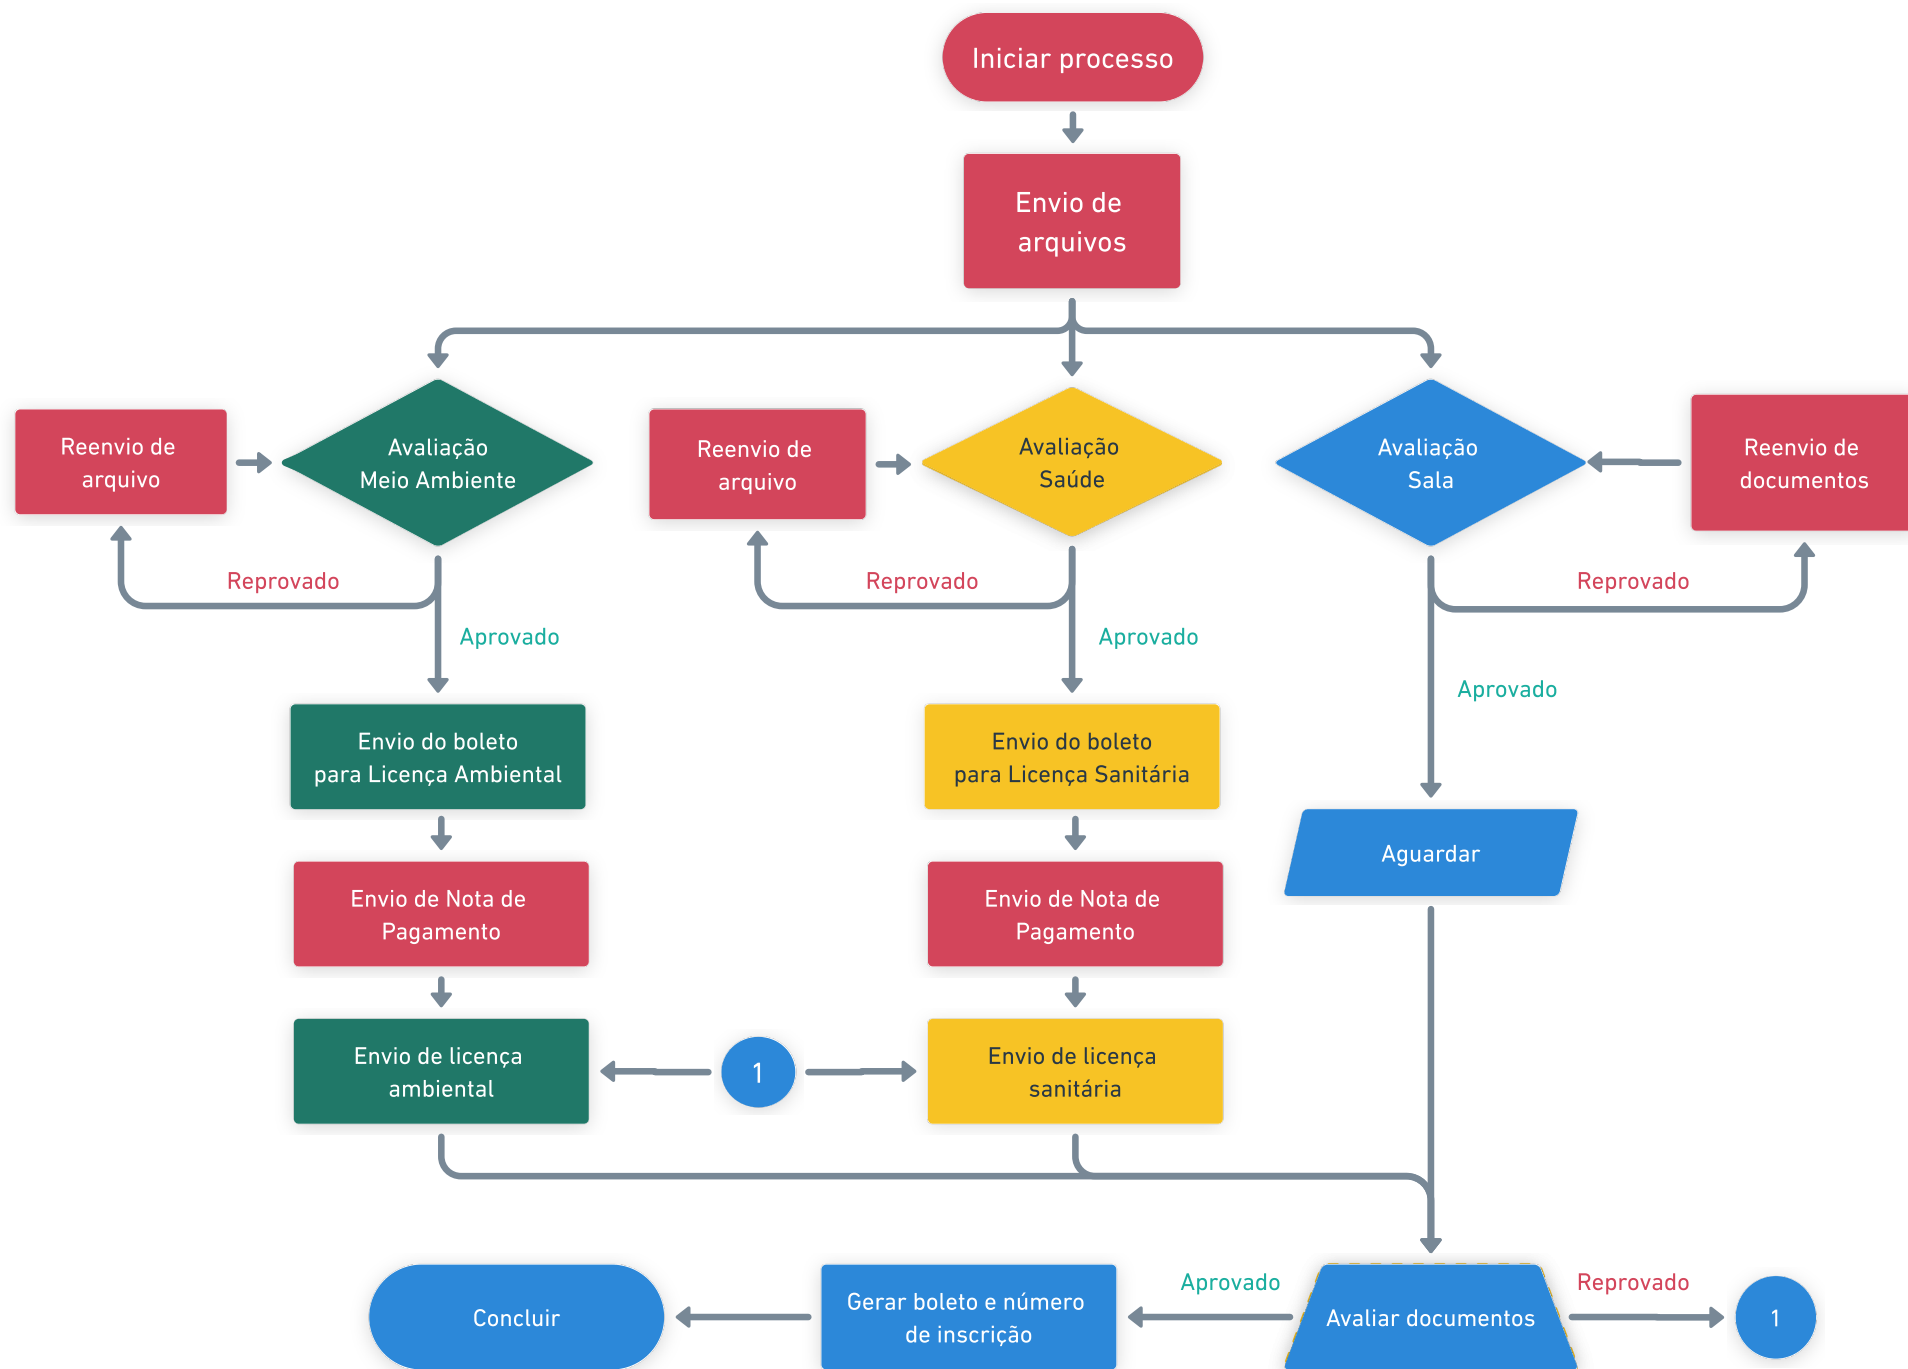 Iniciar processo
Envio de
arquivos
Reenvio de
arquivo
Avaliação
Meio Ambiente
Reenvio de
arquivo
Avaliação
Saúde
Avaliação
Sala
Reenvio de
documentos
Reprovado
Reprovado
Reprovado
Aprovado
Aprovado
Aprovado
Envio do boleto
para Licença Ambiental
Envio do boleto
para Licença Sanitária
Aguardar
Envio de Nota de
Pagamento
Envio de Nota de
Pagamento
Envio de licença
ambiental
1
Envio de licença
sanitária
Concluir
Gerar boleto e número
de inscrição
Aprovado
Avaliar documentos
Reprovado
1